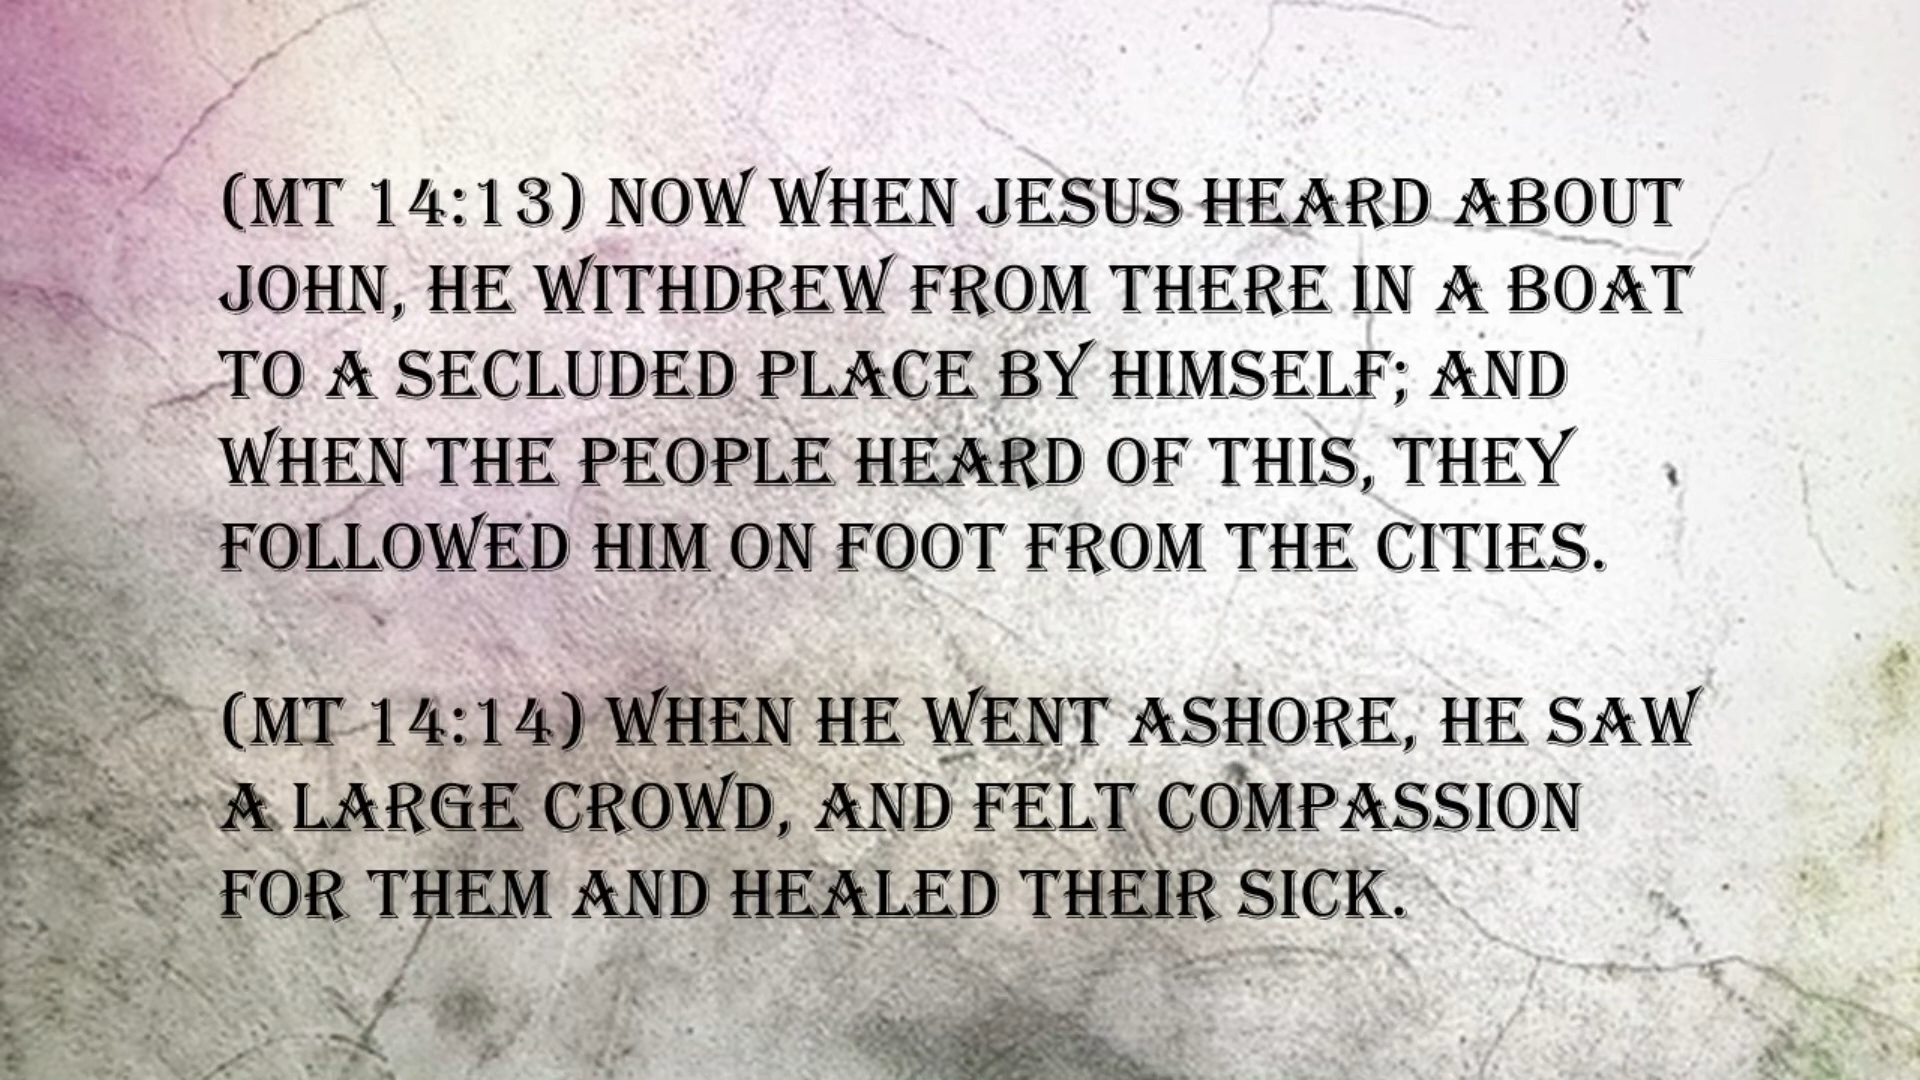 (MT 14:13) NOW WHEN JESUS HEARD ABOUT
JOHN, HE WITHDREW FROM THERE IN A BOAT
TO A SECLUDED PLACE BY HIMSELF; AND
WHEN THE PEOPLE HEARD OF THIS, THEY
FOLLOWED HIM ON FOOT FROM THE CITIES.
(MT 14:14) WHEN HE WENT ASHORE, HE SAW
A LARGE CROWD, AND FELT COMPASSION
FOR THEM AND HEALED THEIR SICK.